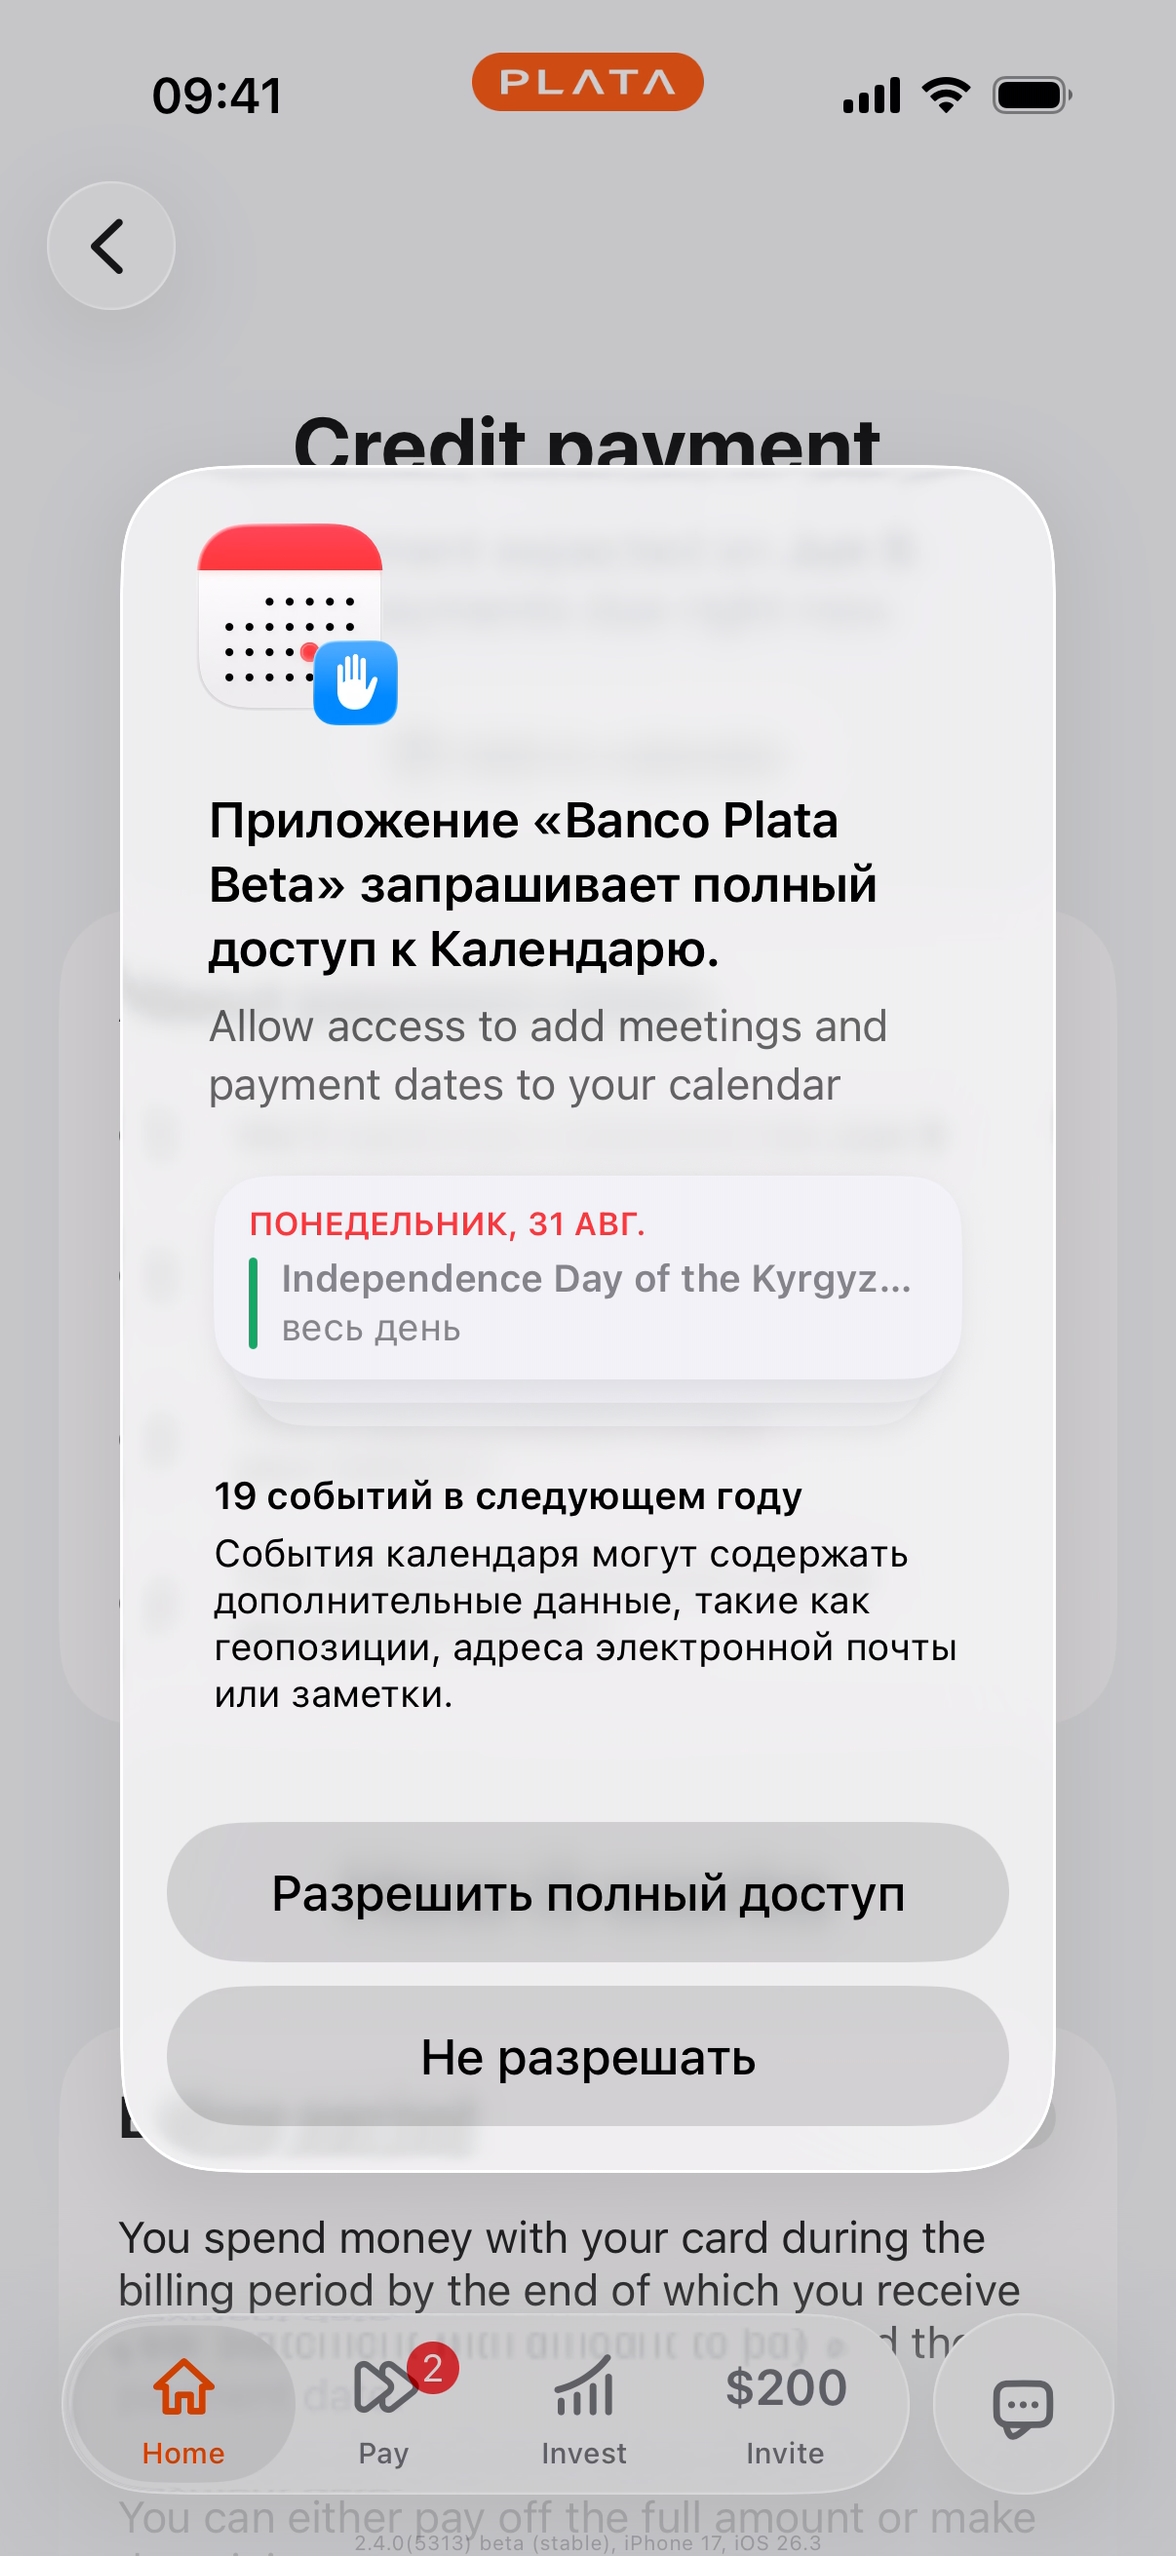 09:41
PLATA
Credit payment
Приложение «Banco Plata
Beta» запрашивает полный
доступ к Календарю.
Allow access to add meetings and
payment dates to your calendar
ПОНЕДЕЛЬНИК, 31 АВГ.
Independence Day of the Kyrgyz...
весь день
19 событий в следующем году
События календаря могут содержать
дополнительные данные, такие как
геопозиции, адреса электронной почты
или заметки.
Разрешить полный доступ
Не разрешать
You spend money with your card during the
billing period by the end of which you receive
2
$200
Home
Pay
Invest
Invite
You can either pay off the full amount or make
2.4.0(5313) beta (stable), iPhone 17, iOS 26.3